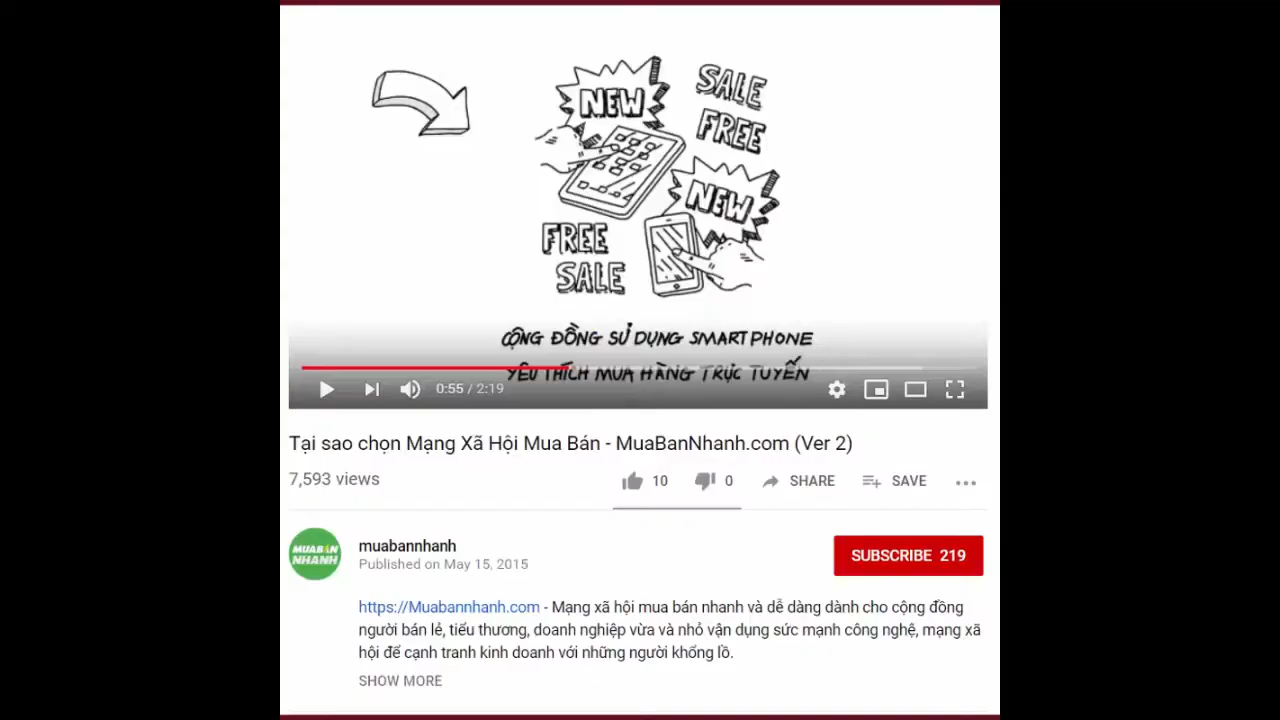 NEW
SALE
FREE
NEW
FREE
SALE
CỘNG ĐỒNG SỬ DỤNG SMARTPHONE
YÊU THÍCH MUA HÀNG TRỰC TUYẾN
0:55 / 2:19
Tại sao chọn Mạng Xã Hội Mua Bán - MuaBanNhanh.com (Ver 2)
7,593 views
10 0 SHARE SAVE
MUABÁN
NHANH
muabannhanh
Published on May 15, 2015
SUBSCRIBE 219
https://Muabannhanh.com - Mạng xã hội mua bán nhanh và dễ dàng dành cho cộng đồng
người bán lẻ, tiểu thương, doanh nghiệp vừa và nhỏ vận dụng sức mạnh công nghệ, mạng xã
hội để cạnh tranh kinh doanh với những người khổng lồ.
SHOW MORE